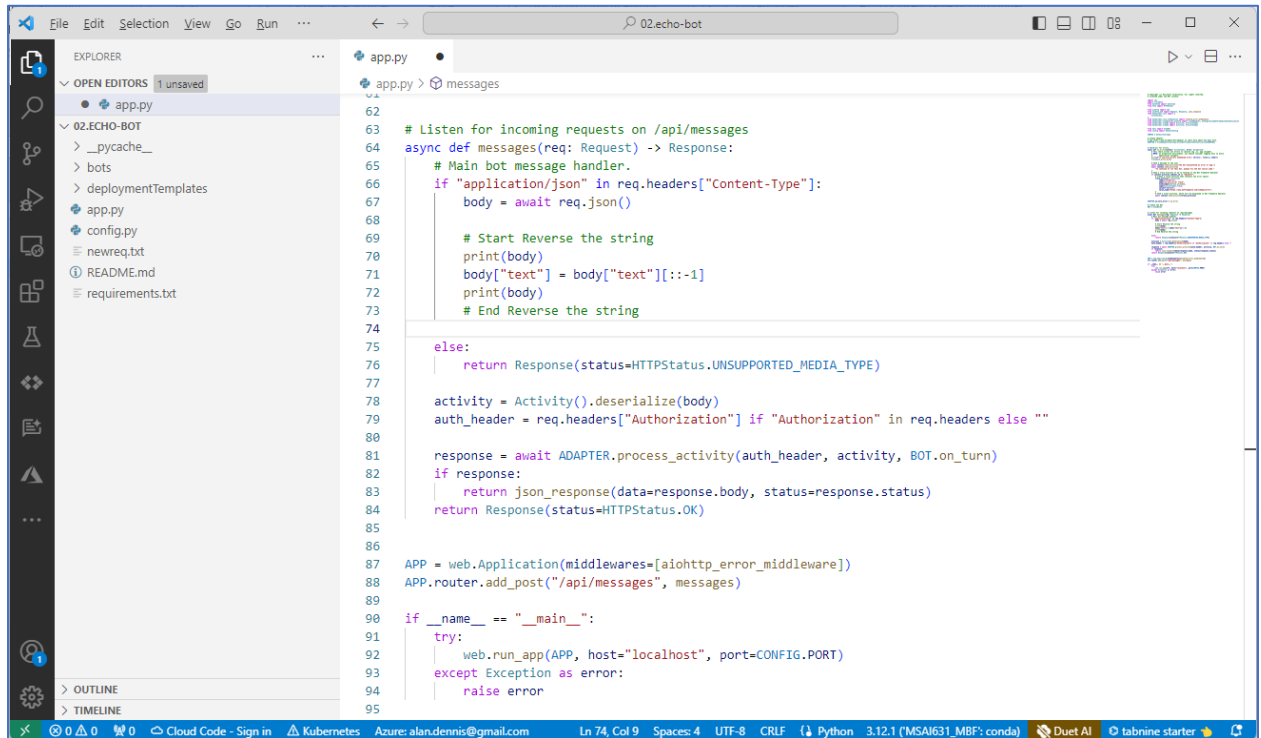 File Edit Selection View Go Run ··· ← → 02.echo-bot
EXPLORER ···
OPEN EDITORS 1 unsaved
● app.py
02.ECHO-BOT
> __pycache__
> bots
> deploymentTemplates
app.py
config.py
newreq.txt
README.md
requirements.txt
> OUTLINE
> TIMELINE
1
1
app.py ●
app.py > messages
61
62
63 # Listen for incoming requests on /api/messages
64 async def messages(req: Request) -> Response:
65     # Main bot message handler.
66     if "application/json" in req.headers["Content-Type"]:
67         body = await req.json()
68
69         # Start Reverse the string
70         print(body)
71         body["text"] = body["text"][::-1]
72         print(body)
73         # End Reverse the string
74
75     else:
76         return Response(status=HTTPStatus.UNSUPPORTED_MEDIA_TYPE)
77
78     activity = Activity().deserialize(body)
79     auth_header = req.headers["Authorization"] if "Authorization" in req.headers else ""
80
81     response = await ADAPTER.process_activity(auth_header, activity, BOT.on_turn)
82     if response:
83         return json_response(data=response.body, status=response.status)
84     return Response(status=HTTPStatus.OK)
85
86
87 APP = web.Application(middlewares=[aiohttp_error_middleware])
88 APP.router.add_post("/api/messages", messages)
89
90 if __name__ == "__main__":
91     try:
92         web.run_app(APP, host="localhost", port=CONFIG.PORT)
93     except Exception as error:
94         raise error
95
0 0 0 Cloud Code - Sign in Kubernetes Azure: alan.dennis@gmail.com Ln 74, Col 9 Spaces: 4 UTF-8 CRLF Python 3.12.1 ('MSAI631_MBF': conda) Duet AI tabnine starter 👈